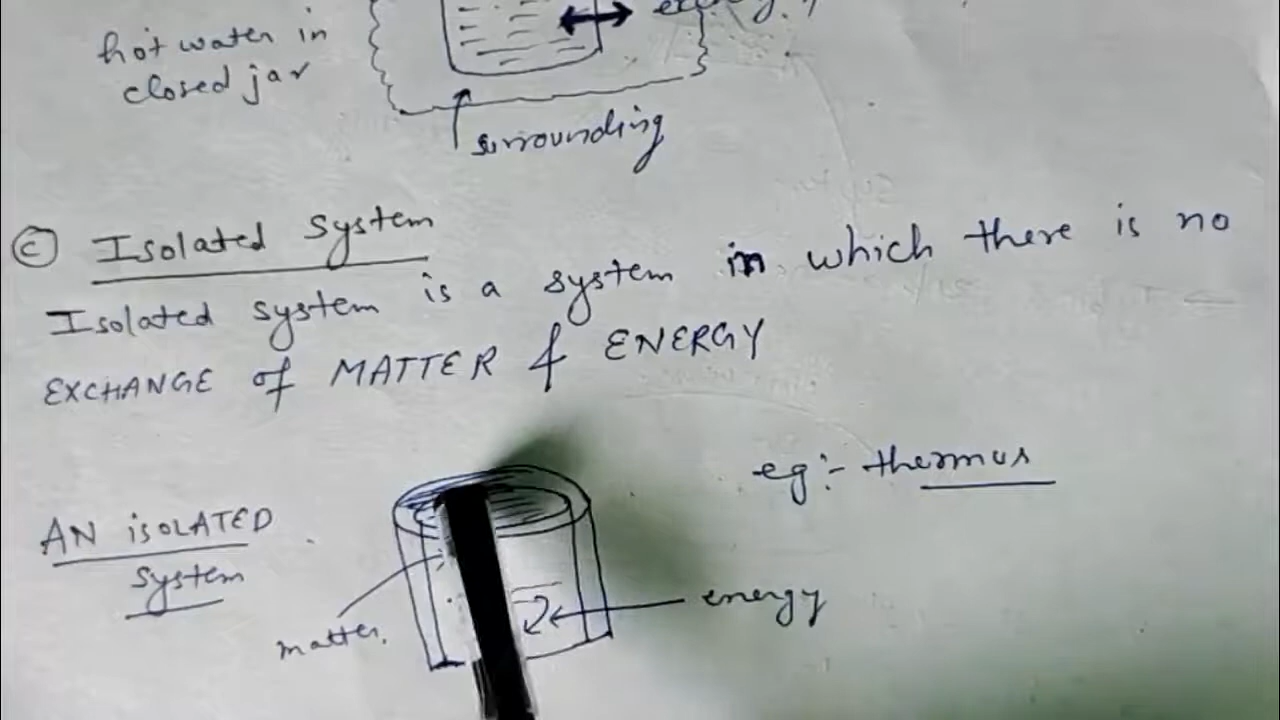 hot water in
closed jar
surrounding
(c) Isolated system
Isolated system is a system in which there is no
EXCHANGE of MATTER & ENERGY
eg:- thermus
AN isOLATED
system
matter.
energy